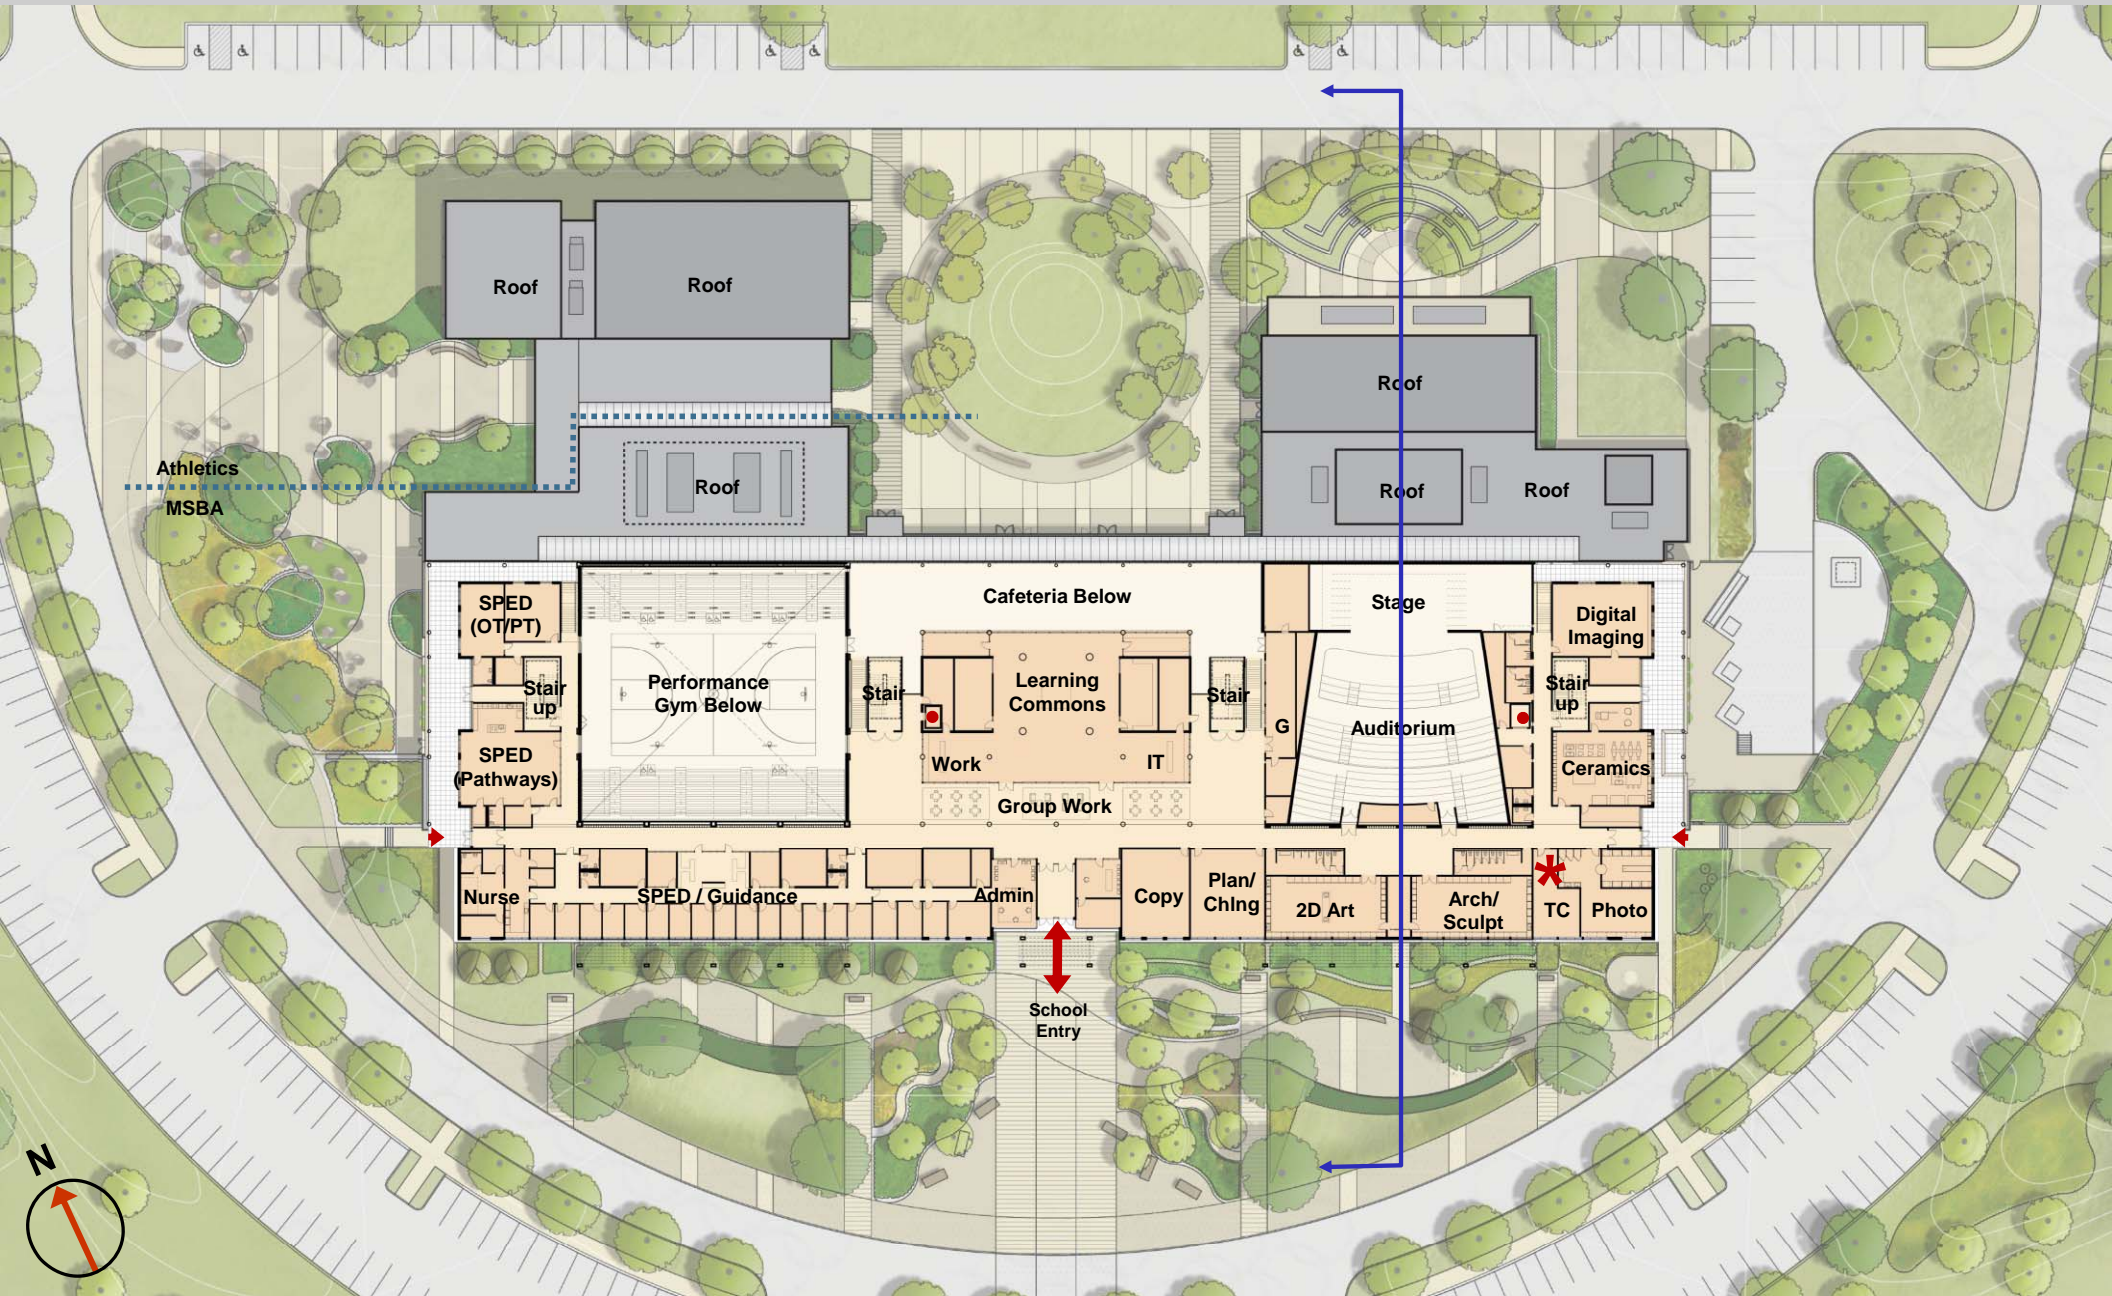 Roof
Roof
Roof
Athletics
MSBA
Roof
Roof
Roof
SPED
(OT/PT)
Cafeteria Below
Stage
Digital
Imaging
Stair
up
Performance
Gym Below
Stair
Learning
Commons
Stair
G
Auditorium
Stair
up
SPED
(Pathways)
Work
IT
Ceramics
Group Work
Nurse
SPED / Guidance
Admin
Copy
Plan/
Chlng
2D Art
Arch/
Sculpt
*
TC
Photo
School
Entry
N